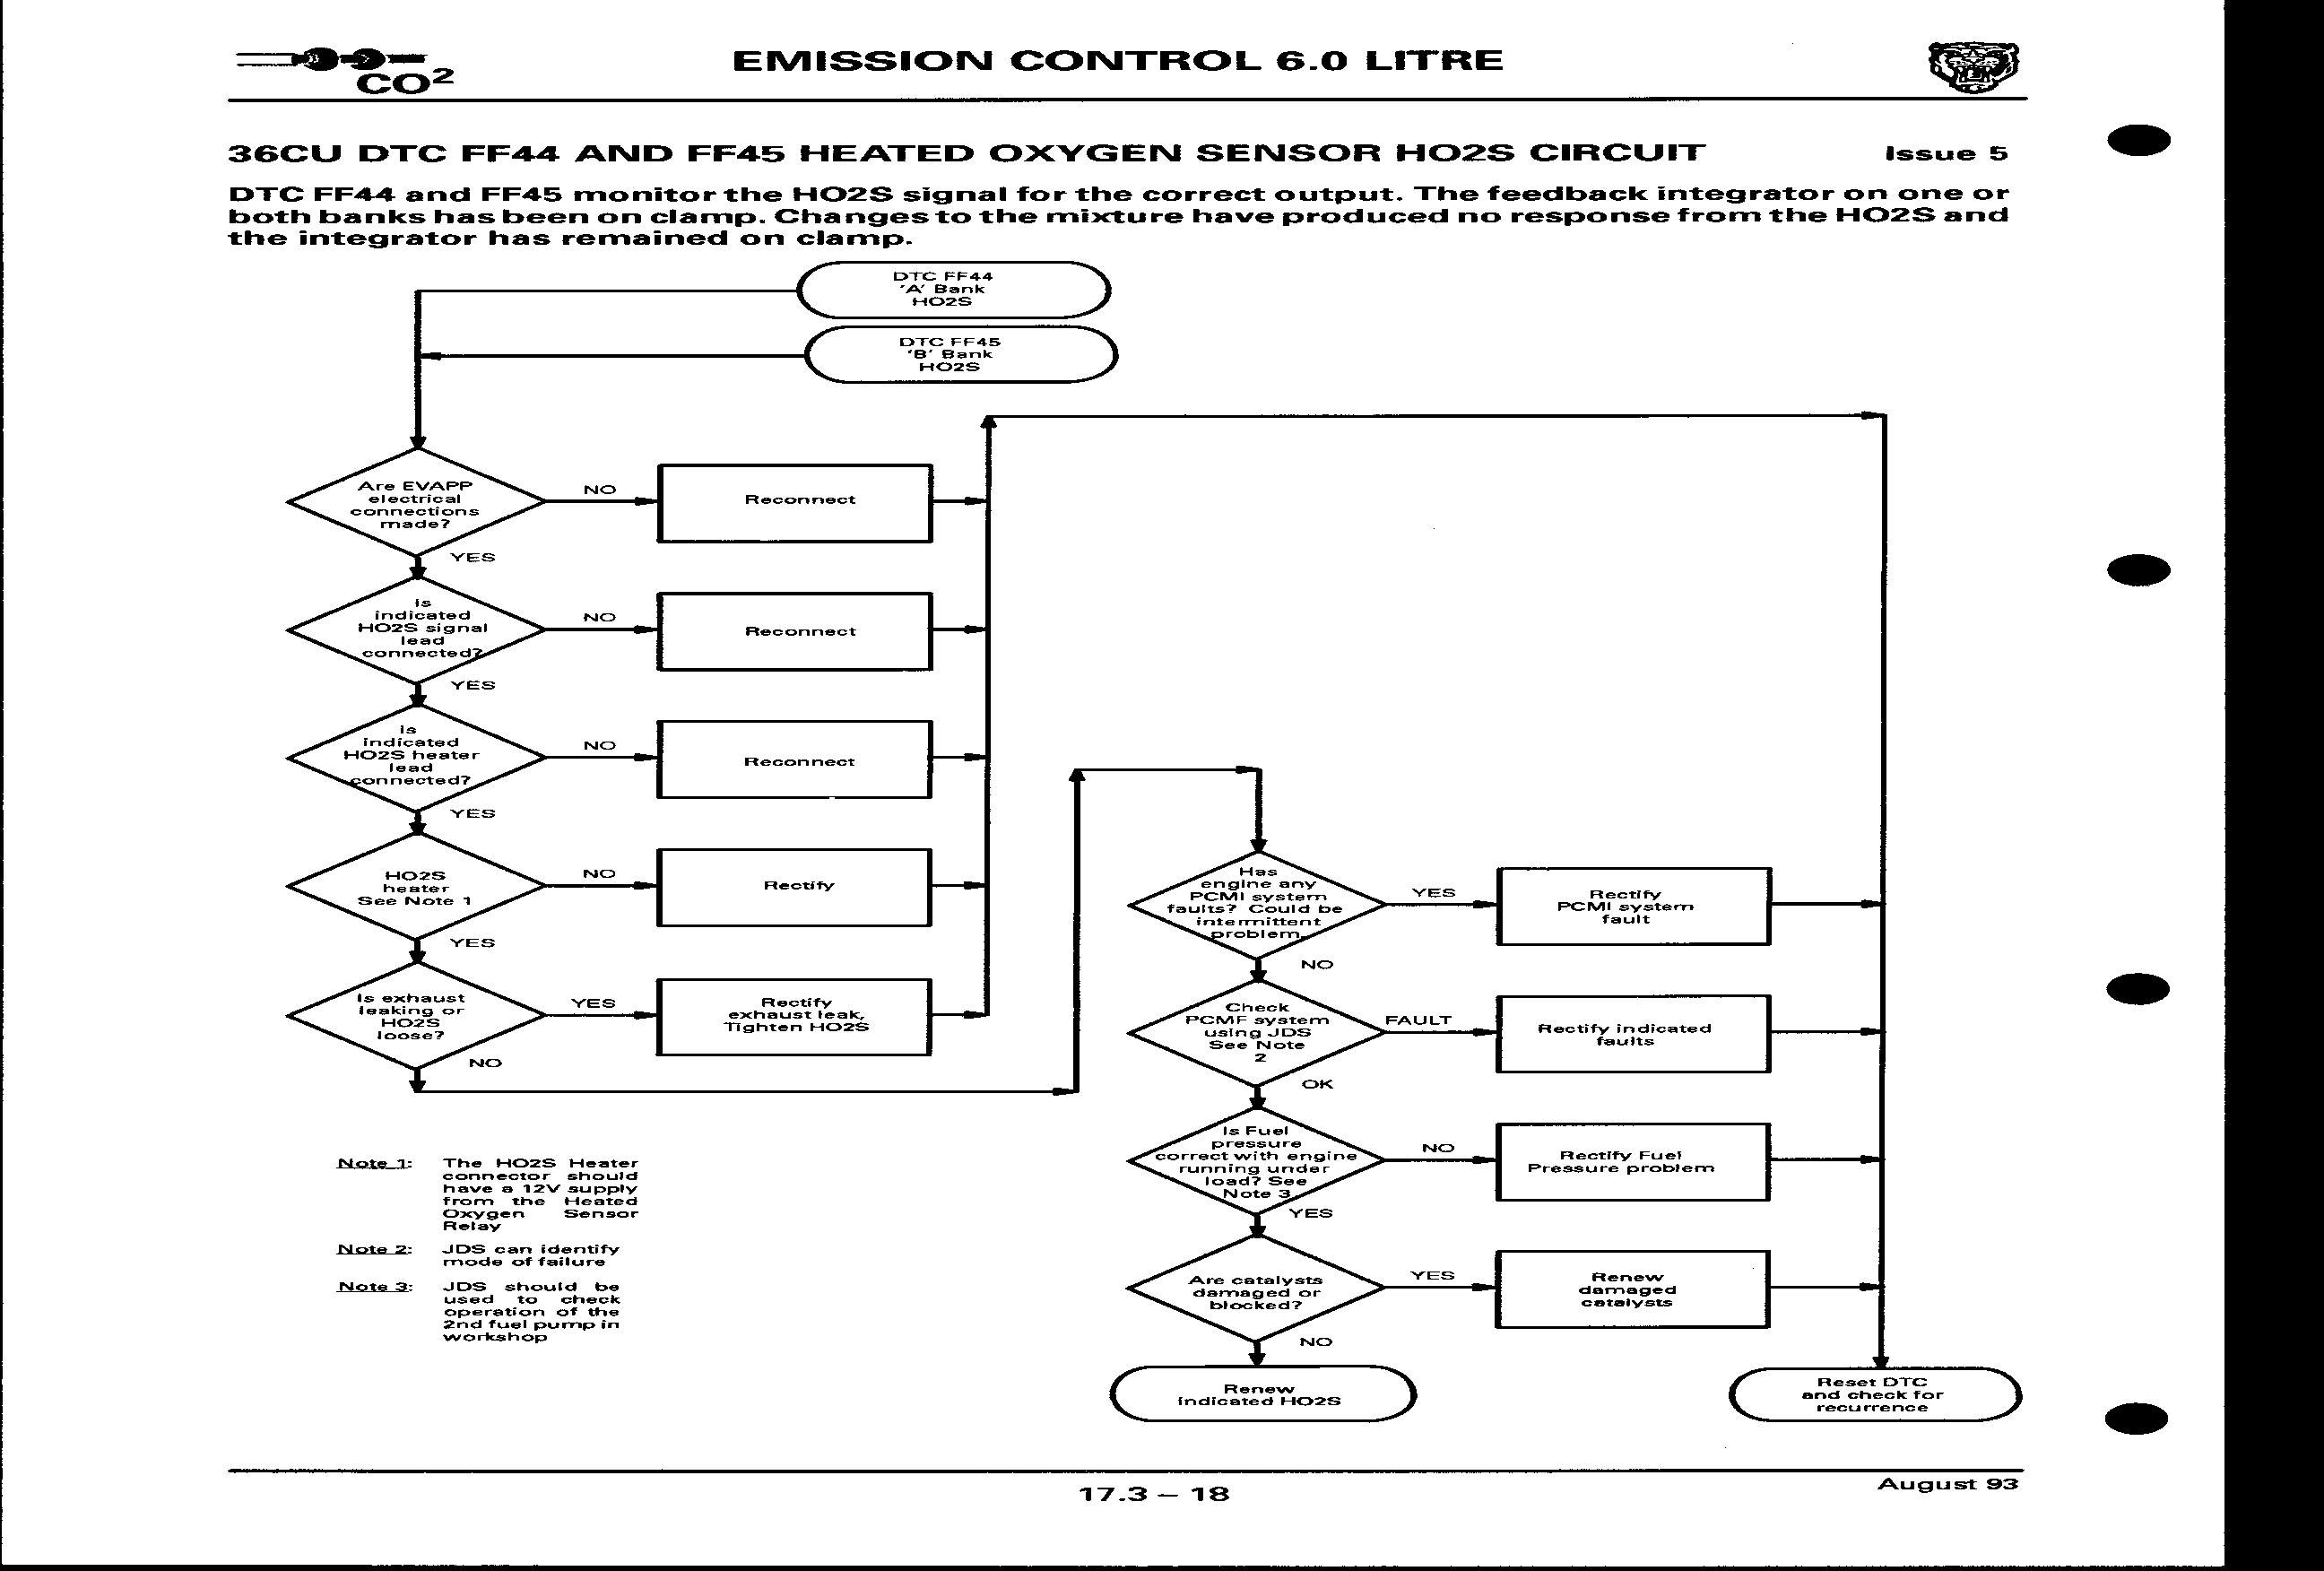 CO²
EMISSION CONTROL 6.0 LITRE
36CU DTC FF44 AND FF45 HEATED OXYGEN SENSOR HO2S CIRCUIT
Issue 5
DTC FF44 and FF45 monitor the HO2S signal for the correct output. The feedback integrator on one or
both banks has been on clamp. Changes to the mixture have produced no response from the HO2S and
the integrator has remained on clamp.
DTC FF44
'A' Bank
HO2S
DTC FF45
'B' Bank
HO2S
Are EVAPP
electrical
connections
made?
NO
Reconnect
YES
Is
indicated
HO2S signal
lead
connected?
NO
Reconnect
YES
Is
indicated
HO2S heater
lead
connected?
NO
Reconnect
YES
HO2S
heater
See Note 1
NO
Rectify
YES
Is exhaust
leaking or
HO2S
loose?
YES
Rectify
exhaust leak,
Tighten HO2S
NO
Has
engine any
PCMI system
faults? Could be
intermittent
problem.
YES
Rectify
PCMI system
fault
NO
Check
PCMF system
using JDS
See Note
2
FAULT
Rectify indicated
faults
OK
Is Fuel
pressure
correct with engine
running under
load? See
Note 3
NO
Rectify Fuel
Pressure problem
YES
Are catalysts
damaged or
blocked?
YES
Renew
damaged
catalysts
NO
Renew
indicated HO2S
Reset DTC
and check for
recurrence
Note 1:
The HO2S Heater
connector should
have a 12V supply
from the Heated
Oxygen Sensor
Relay
Note 2:
JDS can identify
mode of failure
Note 3:
JDS should be
used to check
operation of the
2nd fuel pump in
workshop
17.3 – 18
August 93